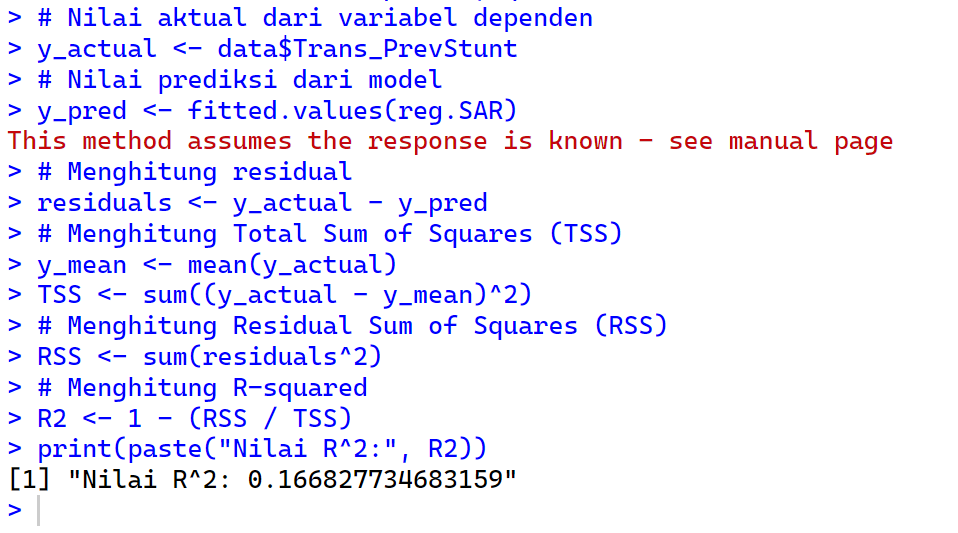 > # Nilai aktual dari variabel dependen
> y_actual <- data$Trans_PrevStunt
> # Nilai prediksi dari model
> y_pred <- fitted.values(reg.SAR)
This method assumes the response is known - see manual page
> # Menghitung residual
> residuals <- y_actual - y_pred
> # Menghitung Total Sum of Squares (TSS)
> y_mean <- mean(y_actual)
> TSS <- sum((y_actual - y_mean)^2)
> # Menghitung Residual Sum of Squares (RSS)
> RSS <- sum(residuals^2)
> # Menghitung R-squared
> R2 <- 1 - (RSS / TSS)
> print(paste("Nilai R^2:", R2))
[1] "Nilai R^2: 0.166827734683159"
>